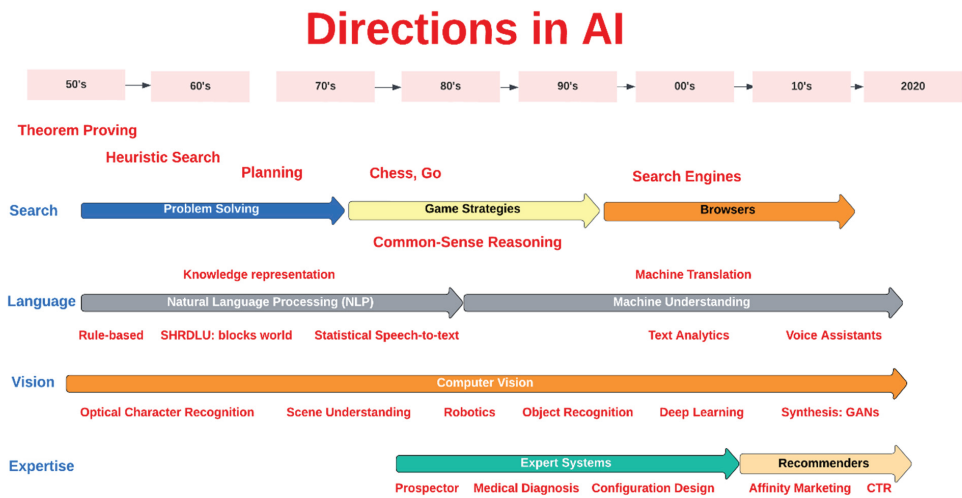 Directions in AI
50's
60's
70's
80's
90's
00's
10's
2020
Theorem Proving
Heuristic Search
Planning
Chess, Go
Search Engines
Search
Problem Solving
Game Strategies
Browsers
Common-Sense Reasoning
Knowledge representation
Machine Translation
Language
Natural Language Processing (NLP)
Machine Understanding
Rule-based
SHRDLU: blocks world
Statistical Speech-to-text
Text Analytics
Voice Assistants
Vision
Computer Vision
Optical Character Recognition
Scene Understanding
Robotics
Object Recognition
Deep Learning
Synthesis: GANs
Expertise
Expert Systems
Recommenders
Prospector
Medical Diagnosis
Configuration Design
Affinity Marketing
CTR